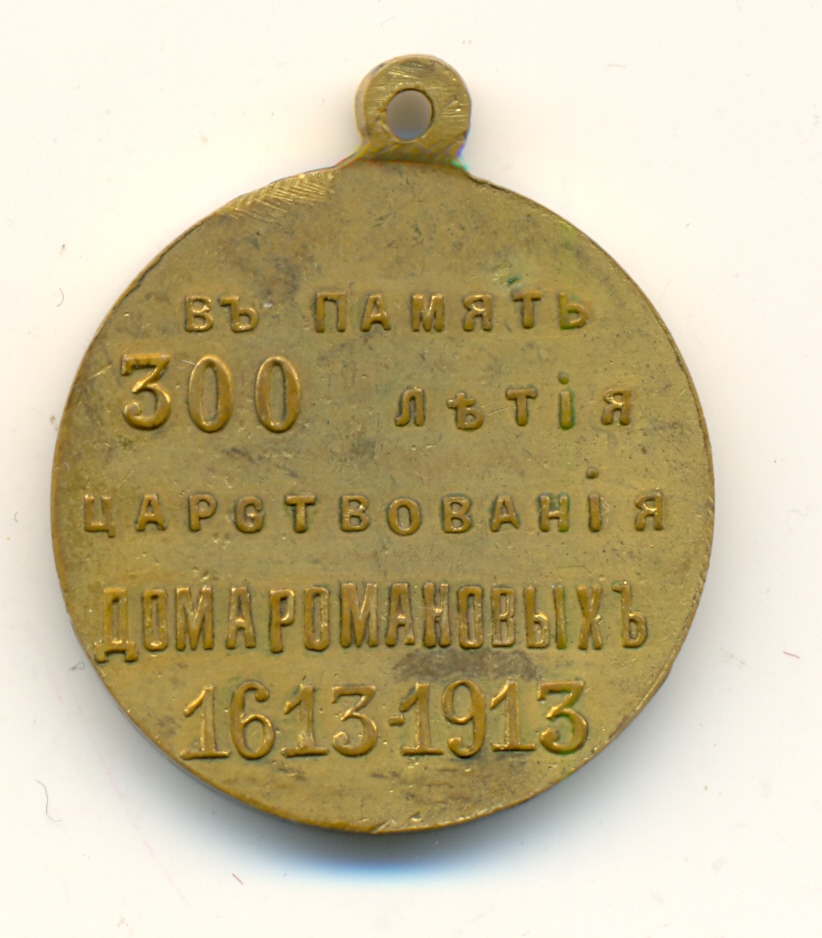 ВЪ ПАМЯТЬ
300 ЛѢТІЯ
ЦАРСТВОВАНІЯ
ДОМА РОМАНОВЫХЪ
1613-1913